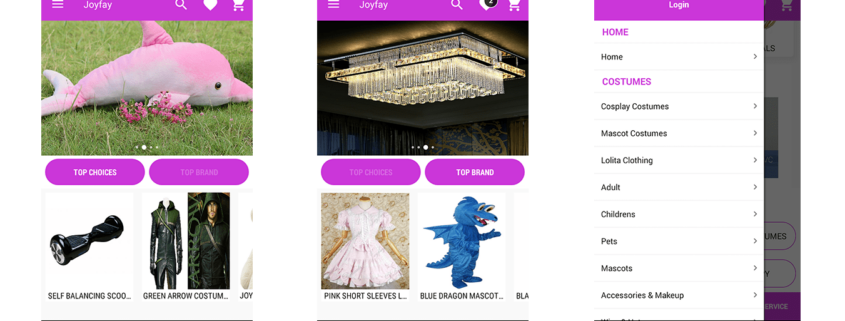 Joyfay
TOP CHOICES
TOP BRAND
SELF BALANCING SCOO...
GREEN ARROW COSTUM...
JOY
Joyfay
2
TOP CHOICES
TOP BRAND
PINK SHORT SLEEVES L...
BLUE DRAGON MASCOT...
BLA
Login
HOME
Home
COSTUMES
Cosplay Costumes
Mascot Costumes
Lolita Clothing
Adult
Childrens
Pets
Mascots
Accessories & Makeup
LS
UMES
Y
ERVICE